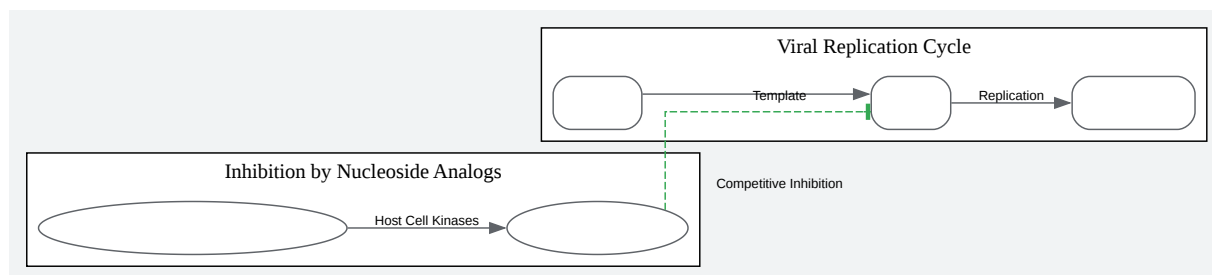 Viral Replication Cycle
Template
Replication
Inhibition by Nucleoside Analogs
Competitive Inhibition
Host Cell Kinases